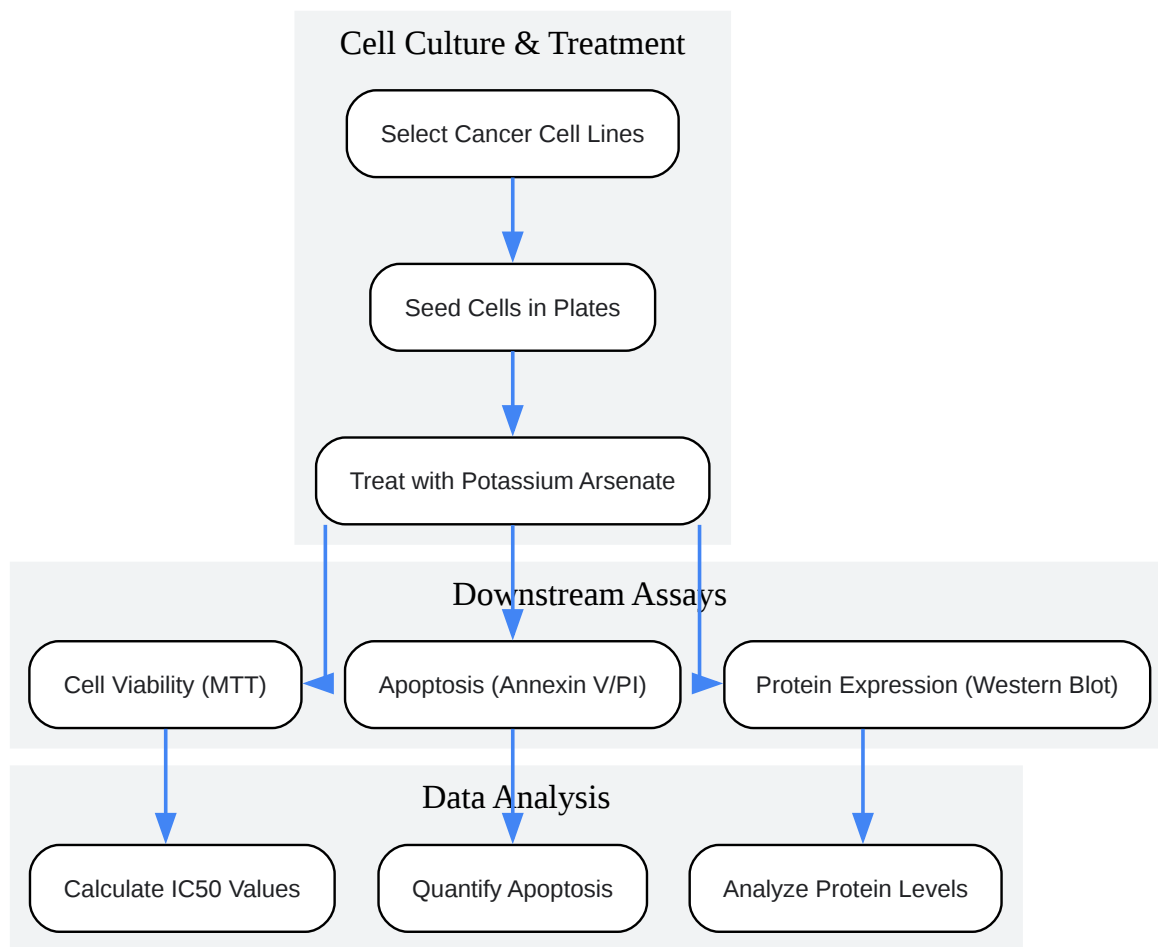 Cell Culture & Treatment
Select Cancer Cell Lines
Seed Cells in Plates
Treat with Potassium Arsenate
Downstream Assays
Cell Viability (MTT)
Apoptosis (Annexin V/PI)
Protein Expression (Western Blot)
Data Analysis
Calculate IC50 Values
Quantify Apoptosis
Analyze Protein Levels